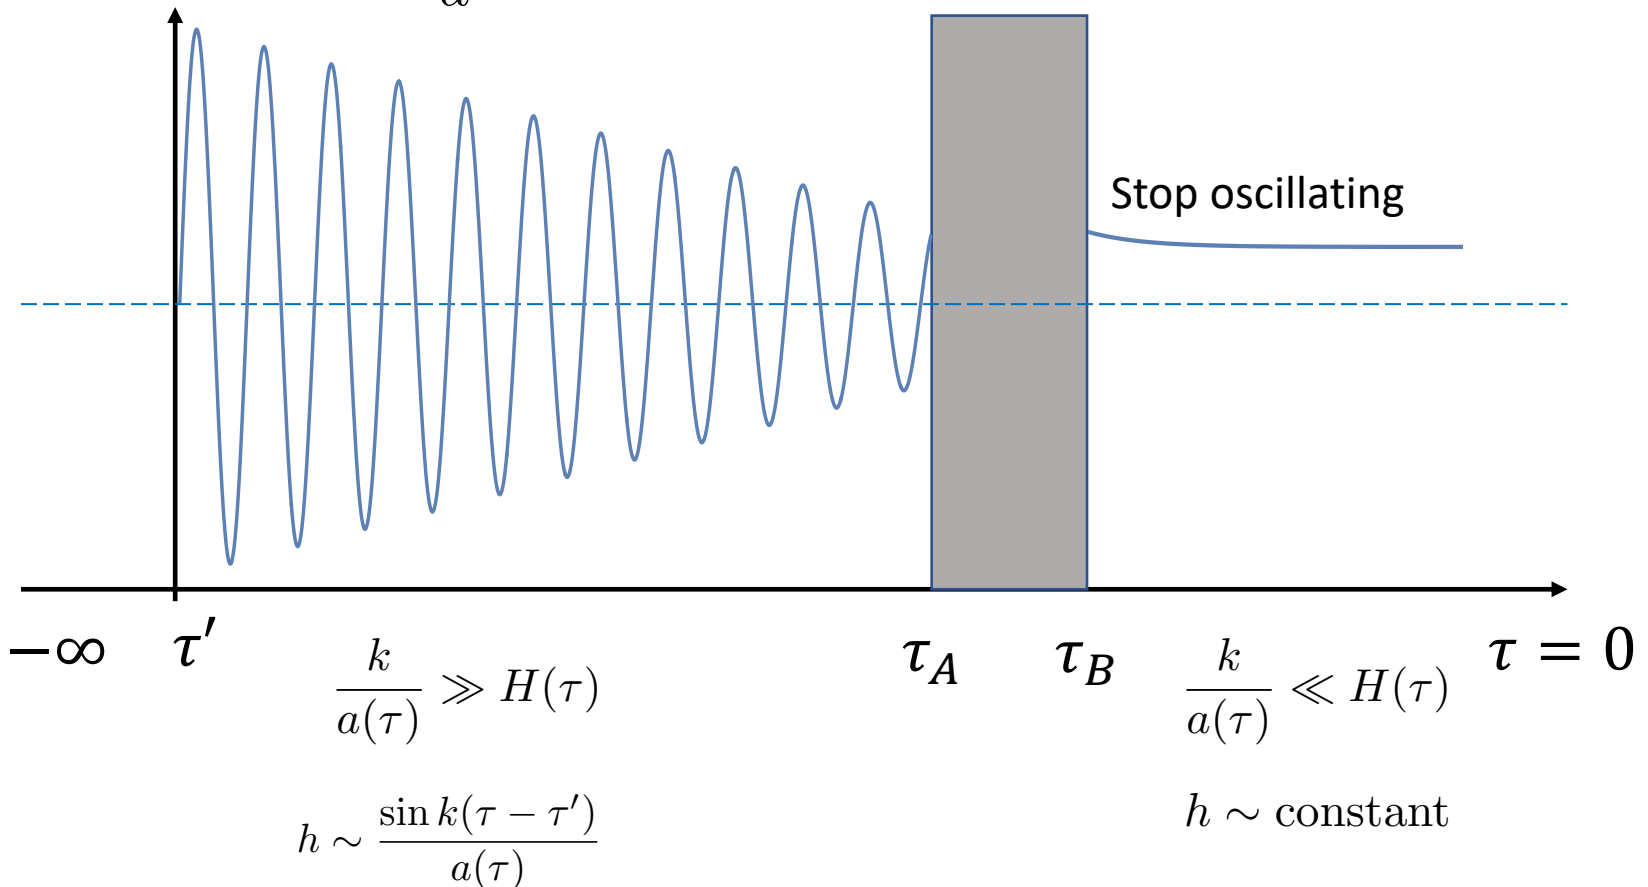 Stop oscillating
−∞ τ′ τ_A τ_B τ = 0
k/a(τ) ≫ H(τ) k/a(τ) ≪ H(τ)
h ∼ sin k(τ − τ′)/a(τ) h ∼ constant